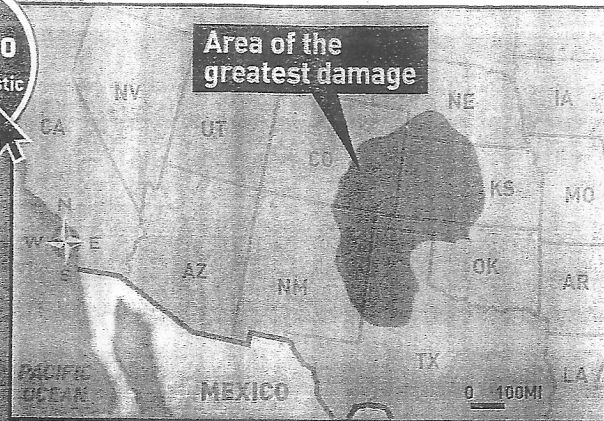 Area of the
greatest damage
NV
UT
CA
CO
NE
IA
KS
MO
N
W E
S
AZ
NM
OK
AR
TX
LA
PACIFIC
OCEAN
MEXICO
0 100MI